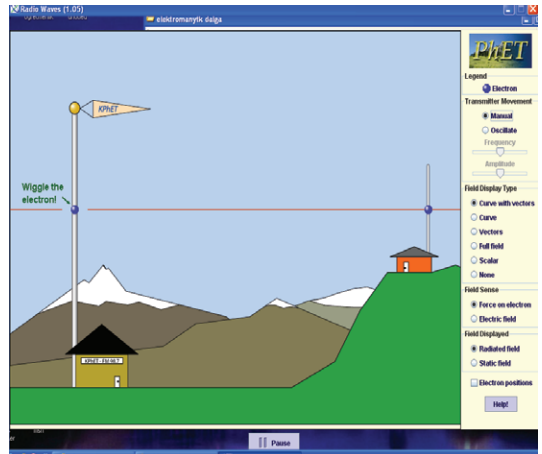 Radio Waves (1.05)
elektromanyetik dalga
KPhET
Wiggle the
electron!
KPhET - FM HILT
PhET
Legend
Electron
Transmitter Movement
Manual
Oscillate
Frequency
Amplitude
Field Display Type
Curve with vectors
Curve
Vectors
Full field
Scalar
None
Field Sense
Force on electron
Electric field
Field Displayed
Radiated field
Static field
Electron positions
Help!
Pause